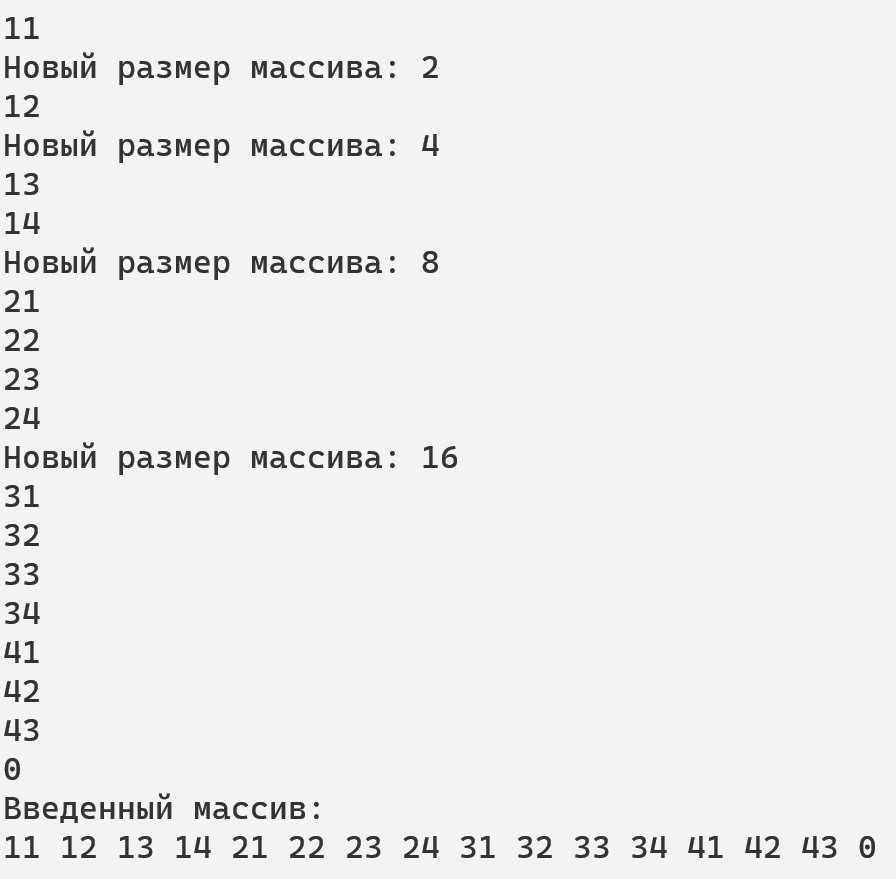 11
Новый размер массива: 2
12
Новый размер массива: 4
13
14
Новый размер массива: 8
21
22
23
24
Новый размер массива: 16
31
32
33
34
41
42
43
0
Введенный массив:
11 12 13 14 21 22 23 24 31 32 33 34 41 42 43 0